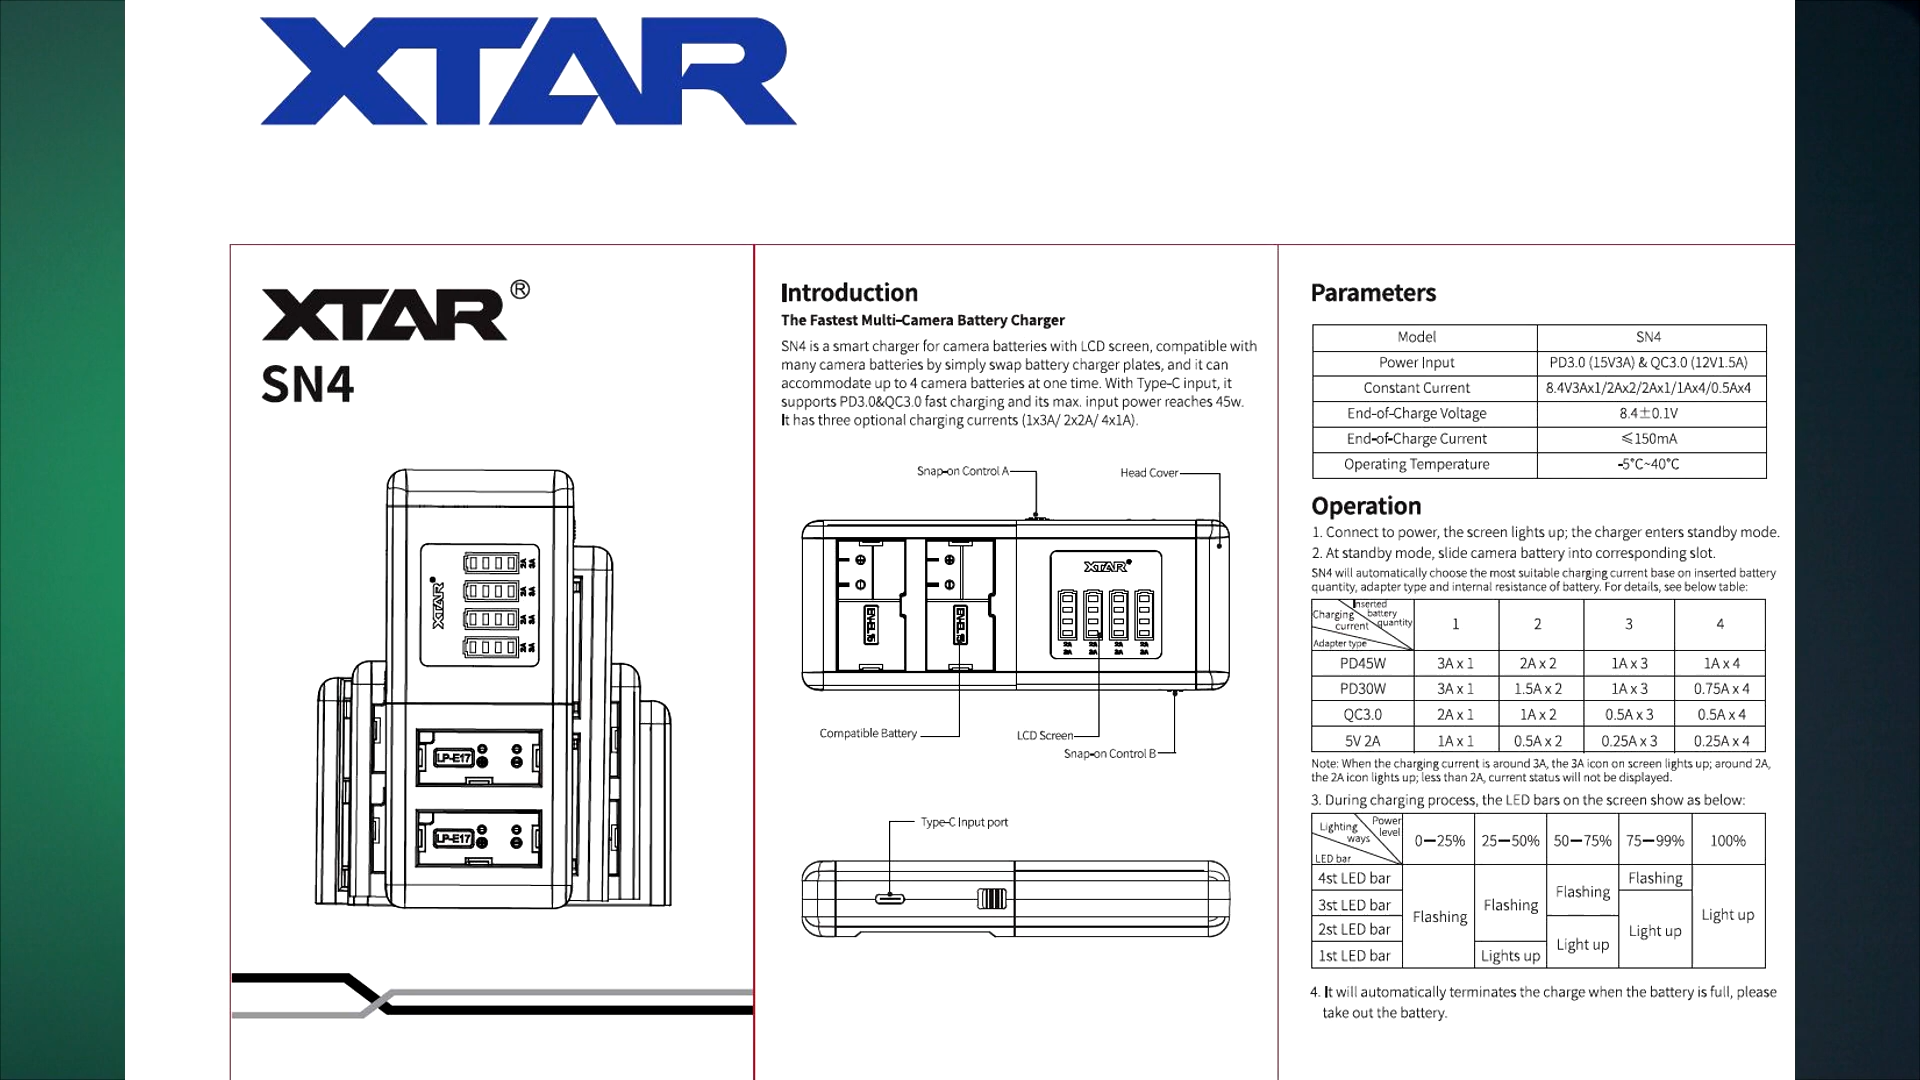 XTAR
XTAR®
SN4
XTAR
2A 3A
2A 3A
2A 3A
2A 3A
LP-E17
LP-E17
Introduction
The Fastest Multi-Camera Battery Charger
SN4 is a smart charger for camera batteries with LCD screen, compatible with
many camera batteries by simply swap battery charger plates, and it can
accommodate up to 4 camera batteries at one time. With Type-C input, it
supports PD3.0&QC3.0 fast charging and its max. input power reaches 45w.
It has three optional charging currents (1x3A/ 2x2A/ 4x1A).
Snap-on Control A
Head Cover
XTAR
2A 2A 2A 2A
3A 3A 3A 3A
Compatible Battery
LCD Screen
Snap-on Control B
Type-C Input port
Parameters
Model SN4
Power Input PD3.0 (15V3A) & QC3.0 (12V1.5A)
Constant Current 8.4V3Ax1/2Ax2/2Ax1/1Ax4/0.5Ax4
End-of-Charge Voltage 8.4±0.1V
End-of-Charge Current ≤150mA
Operating Temperature -5°C~40°C
Operation
1. Connect to power, the screen lights up; the charger enters standby mode.
2. At standby mode, slide camera battery into corresponding slot.
SN4 will automatically choose the most suitable charging current base on inserted battery
quantity, adapter type and internal resistance of battery. For details, see below table:
Charging current Inserted battery quantity Adapter type 1 2 3 4
PD45W 3A x 1 2A x 2 1A x 3 1A x 4
PD30W 3A x 1 1.5A x 2 1A x 3 0.75A x 4
QC3.0 2A x 1 1A x 2 0.5A x 3 0.5A x 4
5V 2A 1A x 1 0.5A x 2 0.25A x 3 0.25A x 4
Note: When the charging current is around 3A, the 3A icon on screen lights up; around 2A,
the 2A icon lights up; less than 2A, current status will not be displayed.
3. During charging process, the LED bars on the screen show as below:
Lighting ways Power level LED bar 0—25% 25—50% 50—75% 75—99% 100%
4st LED bar Flashing
3st LED bar Flashing Flashing Flashing Light up
2st LED bar Light up Light up
1st LED bar Lights up
4. It will automatically terminates the charge when the battery is full, please
take out the battery.